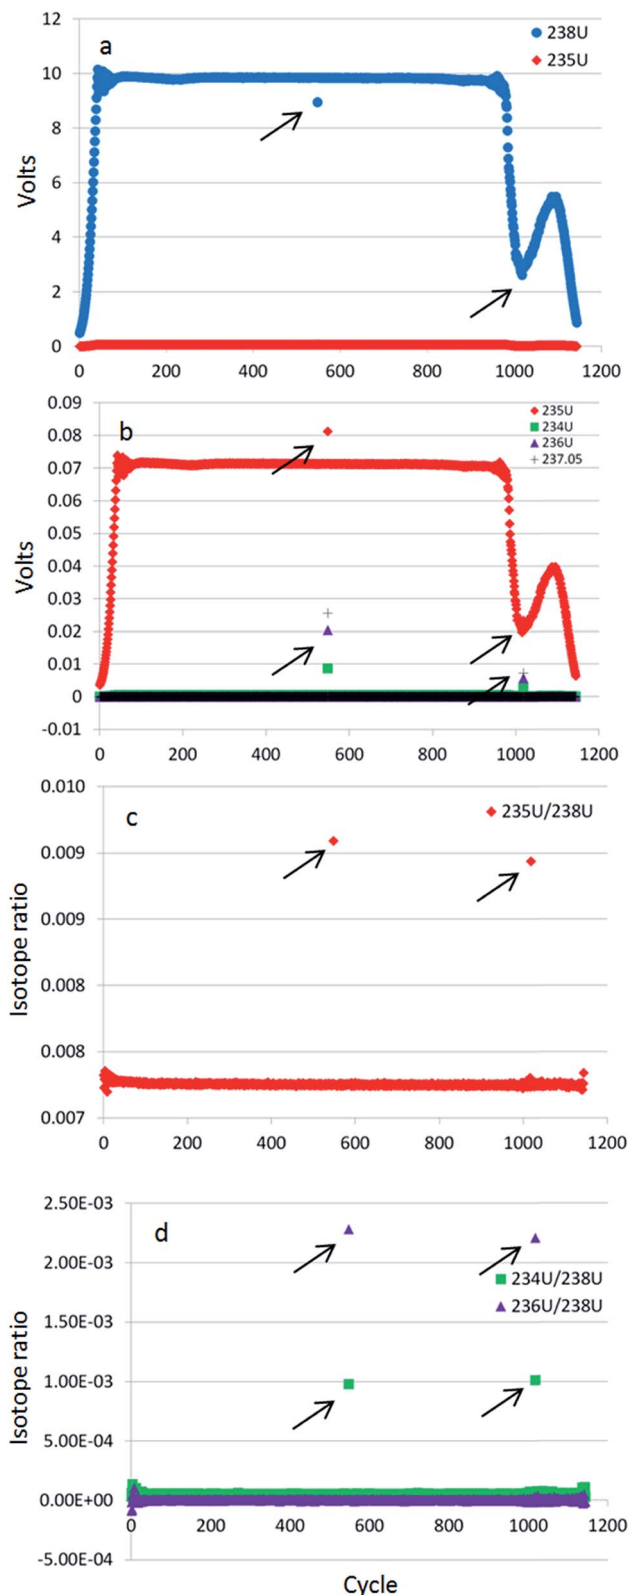 a
238U
235U
Volts
12
10
8
6
4
2
0
0 200 400 600 800 1000 1200
b
235U
234U
236U
237.05
Volts
0.09
0.08
0.07
0.06
0.05
0.04
0.03
0.02
0.01
0
-0.01
0 200 400 600 800 1000 1200
c
235U/238U
Isotope ratio
0.010
0.009
0.009
0.008
0.008
0.007
0 200 400 600 800 1000 1200
d
234U/238U
236U/238U
Isotope ratio
2.50E-03
2.00E-03
1.50E-03
1.00E-03
5.00E-04
0.00E+00
-5.00E-04
0 200 400 600 800 1000 1200
Cycle